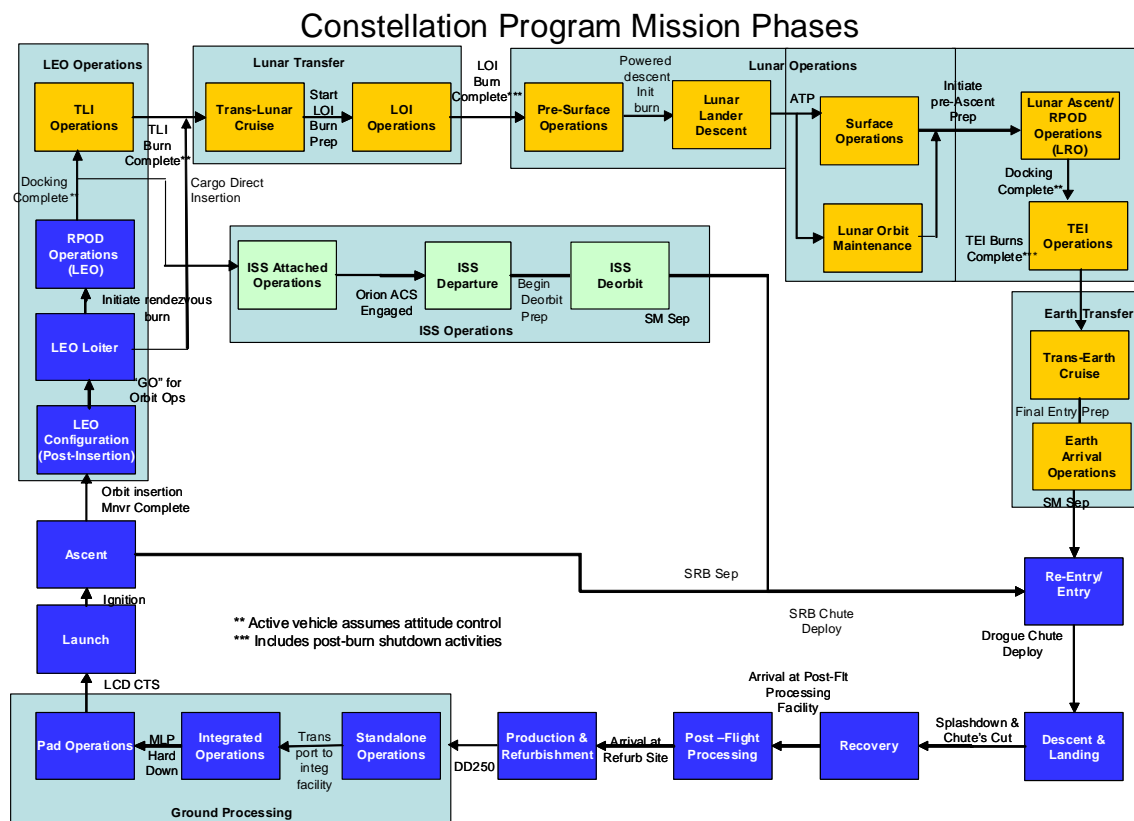 Constellation Program Mission Phases
LEO Operations
TLI
Operations
TLI
Burn
Complete**
Docking
Complete**
RPOD
Operations
(LEO)
Initiate rendezvous
burn
LEO Loiter
"GO" for
Orbit Ops
LEO
Configuration
(Post-Insertion)
Orbit insertion
Mnvr Complete
Ascent
Ignition
Launch
LCD CTS
Cargo Direct
Insertion
Lunar Transfer
Trans-Lunar
Cruise
Start
LOI
Burn
Prep
LOI
Operations
LOI
Burn
Complete***
Lunar Operations
Pre-Surface
Operations
Powered
descent
Init
burn
Lunar
Lander
Descent
ATP
Surface
Operations
Lunar Orbit
Maintenance
Initiate
pre-Ascent
Prep
Lunar Ascent/
RPOD
Operations
(LRO)
Docking
Complete**
TEI
Operations
TEI Burns
Complete***
ISS Attached
Operations
Orion ACS
Engaged
ISS
Departure
Begin
Deorbit
Prep
ISS
Deorbit
SM Sep
ISS Operations
Earth Transfer
Trans-Earth
Cruise
Final Entry Prep
Earth
Arrival
Operations
SM Sep
SRB Sep
SRB Chute
Deploy
Re-Entry/
Entry
Drogue Chute
Deploy
** Active vehicle assumes attitude control
*** Includes post-burn shutdown activities
Pad Operations
MLP
Hard
Down
Integrated
Operations
Trans
port to
integ
facility
Standalone
Operations
Ground Processing
DD250
Production &
Refurbishment
Arrival at
Refurb Site
Post –Flight
Processing
Arrival at Post-Flt
Processing
Facility
Recovery
Splashdown &
Chute's Cut
Descent &
Landing